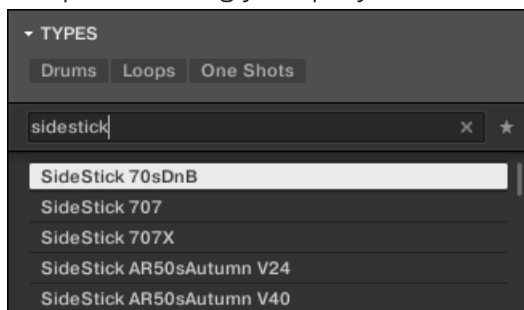 TYPES
Drums Loops One Shots
sidestick
SideStick 70sDnB
SideStick 707
SideStick 707X
SideStick AR50sAutumn V24
SideStick AR50sAutumn V40